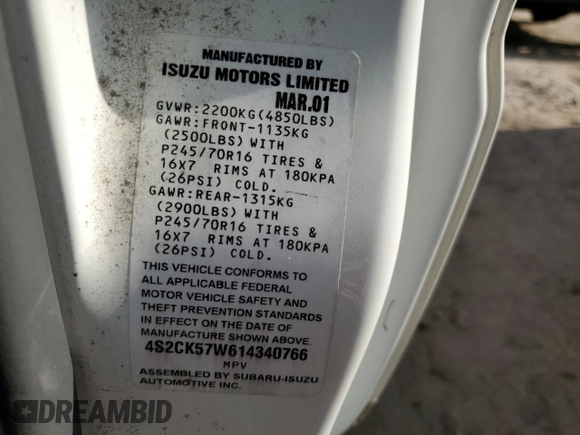 MANUFACTURED BY
ISUZU MOTORS LIMITED
MAR.01
GVWR:2200KG(4850LBS)
GAWR:FRONT-1135KG
(2500LBS) WITH
P245/70R16 TIRES &
16X7 RIMS AT 180KPA
(26PSI) COLD.
GAWR:REAR-1315KG
(2900LBS) WITH
P245/70R16 TIRES &
16X7 RIMS AT 180KPA
(26PSI) COLD.
THIS VEHICLE CONFORMS TO
ALL APPLICABLE FEDERAL
MOTOR VEHICLE SAFETY AND
THEFT PREVENTION STANDARDS
IN EFFECT ON THE DATE OF
MANUFACTURE SHOWN ABOVE.
4S2CK57W614340766
MPV
ASSEMBLED BY SUBARU-ISUZU
AUTOMOTIVE INC.
DREAMBID